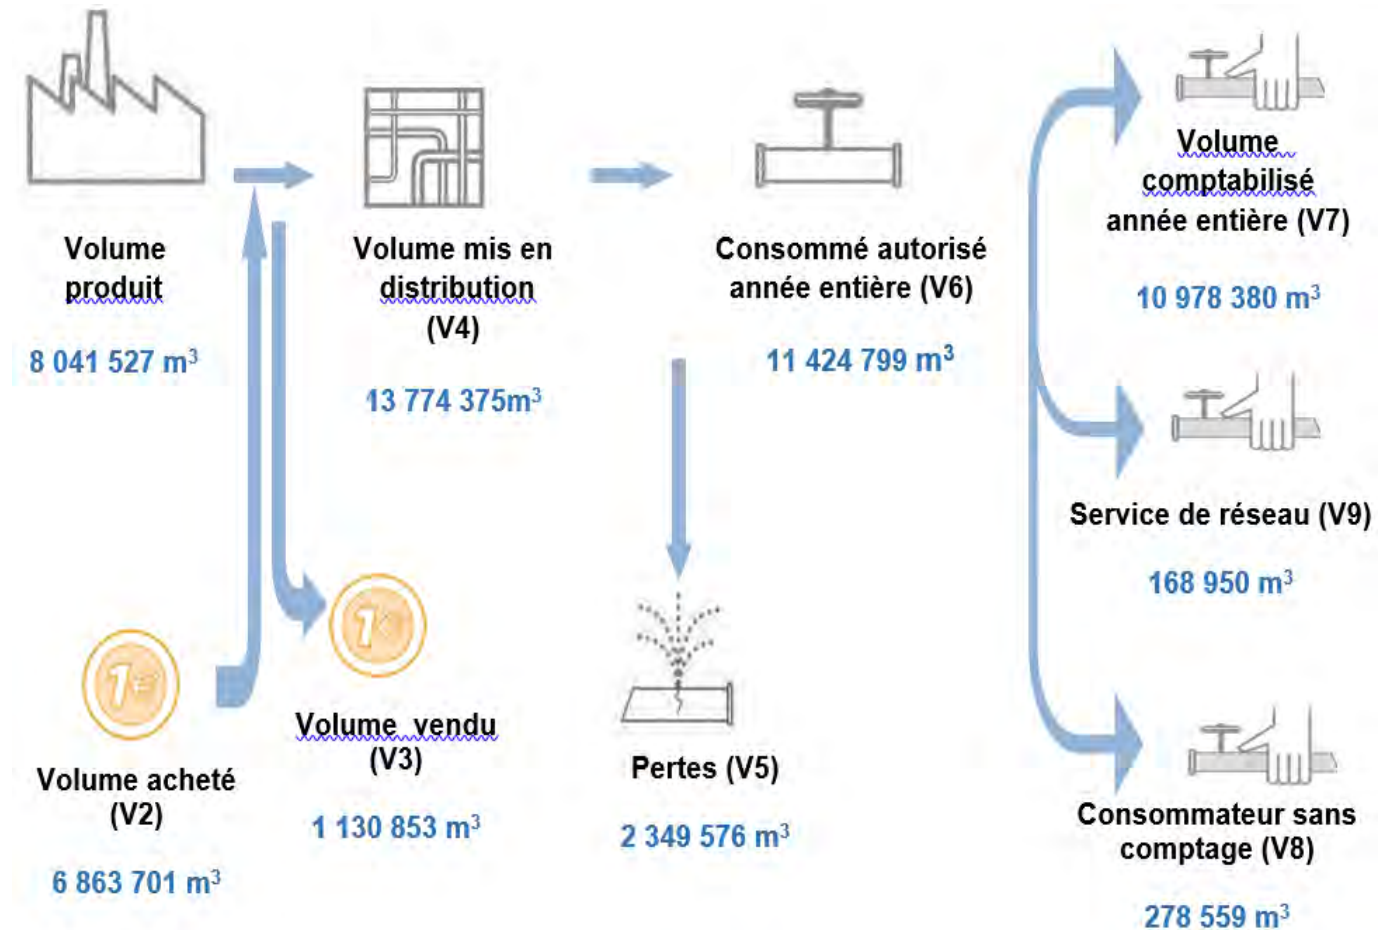 Volume
produit
8 041 527 m³
Volume mis en
distribution
(V4)
13 774 375m³
Consommé autorisé
année entière (V6)
11 424 799 m³
Volume
comptabilisé
année entière (V7)
10 978 380 m³
Service de réseau (V9)
168 950 m³
Volume acheté
(V2)
6 863 701 m³
Volume vendu
(V3)
1 130 853 m³
Pertes (V5)
2 349 576 m³
Consommateur sans
comptage (V8)
278 559 m³
1€
1€